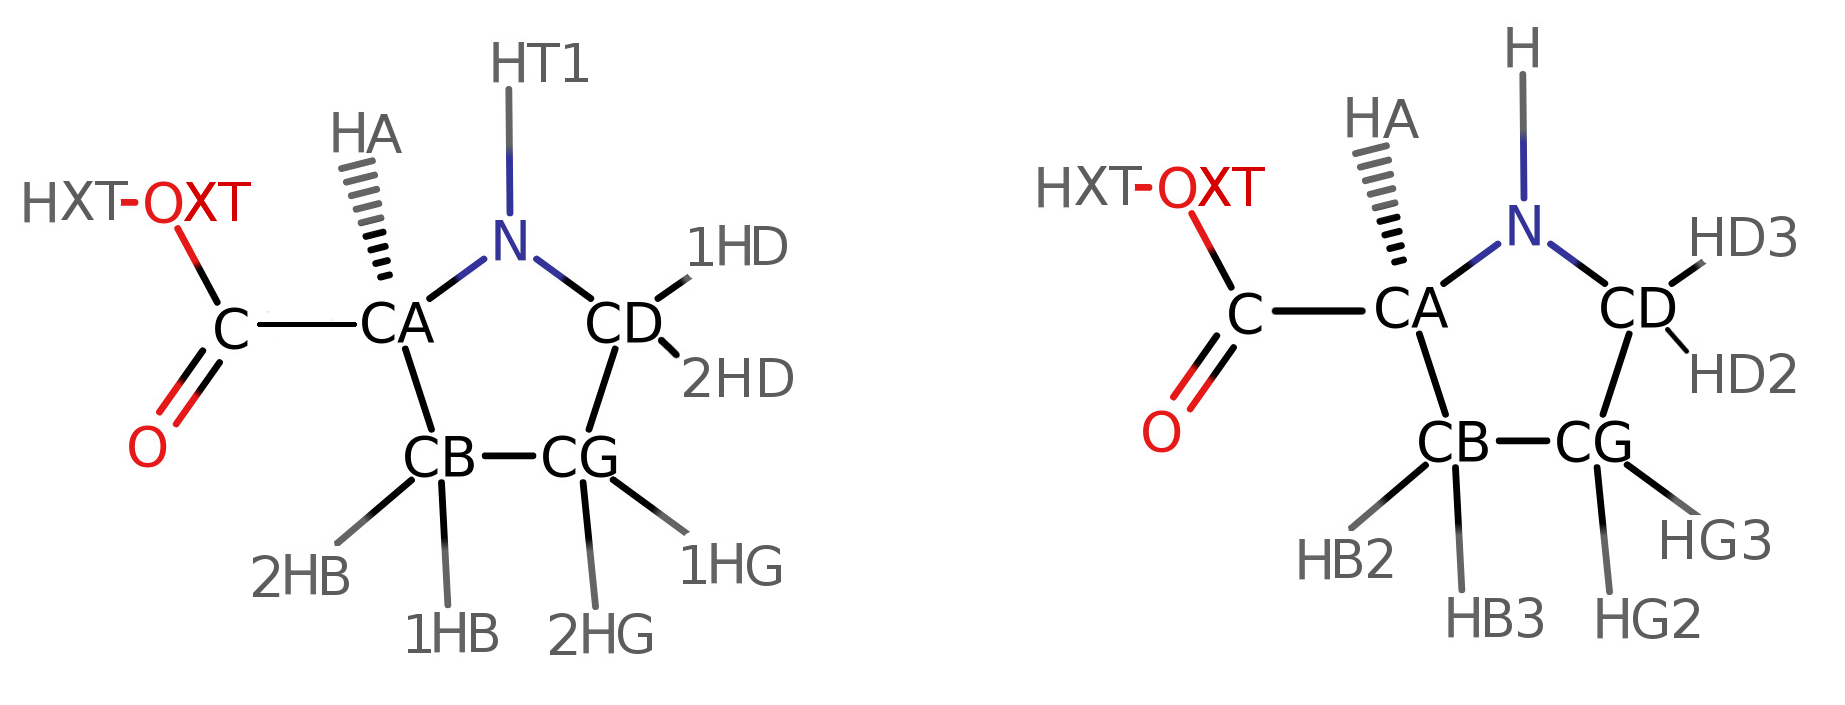 HT1
HA
HXT-OXT
N
1HD
C
CA
CD
2HD
O
CB
CG
2HB
1HB
2HG
1HG
H
HA
HXT-OXT
N
HD3
C
CA
CD
HD2
O
CB
CG
HB2
HB3
HG2
HG3